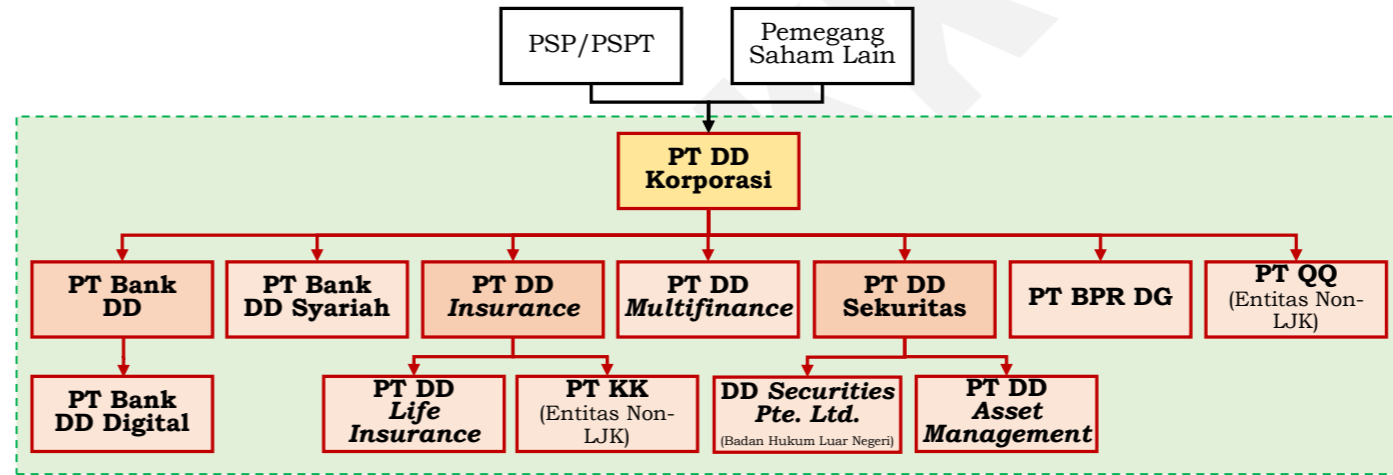 PSP/PSPT
Pemegang
Saham Lain
PT DD
Korporasi
PT Bank
DD
PT Bank
DD Syariah
PT DD
Insurance
PT DD
Multifinance
PT DD
Sekuritas
PT BPR DG
PT QQ
(Entitas Non-
LJK)
PT Bank
DD Digital
PT DD
Life
Insurance
PT KK
(Entitas Non-
LJK)
DD Securities
Pte. Ltd.
(Badan Hukum Luar Negeri)
PT DD
Asset
Management